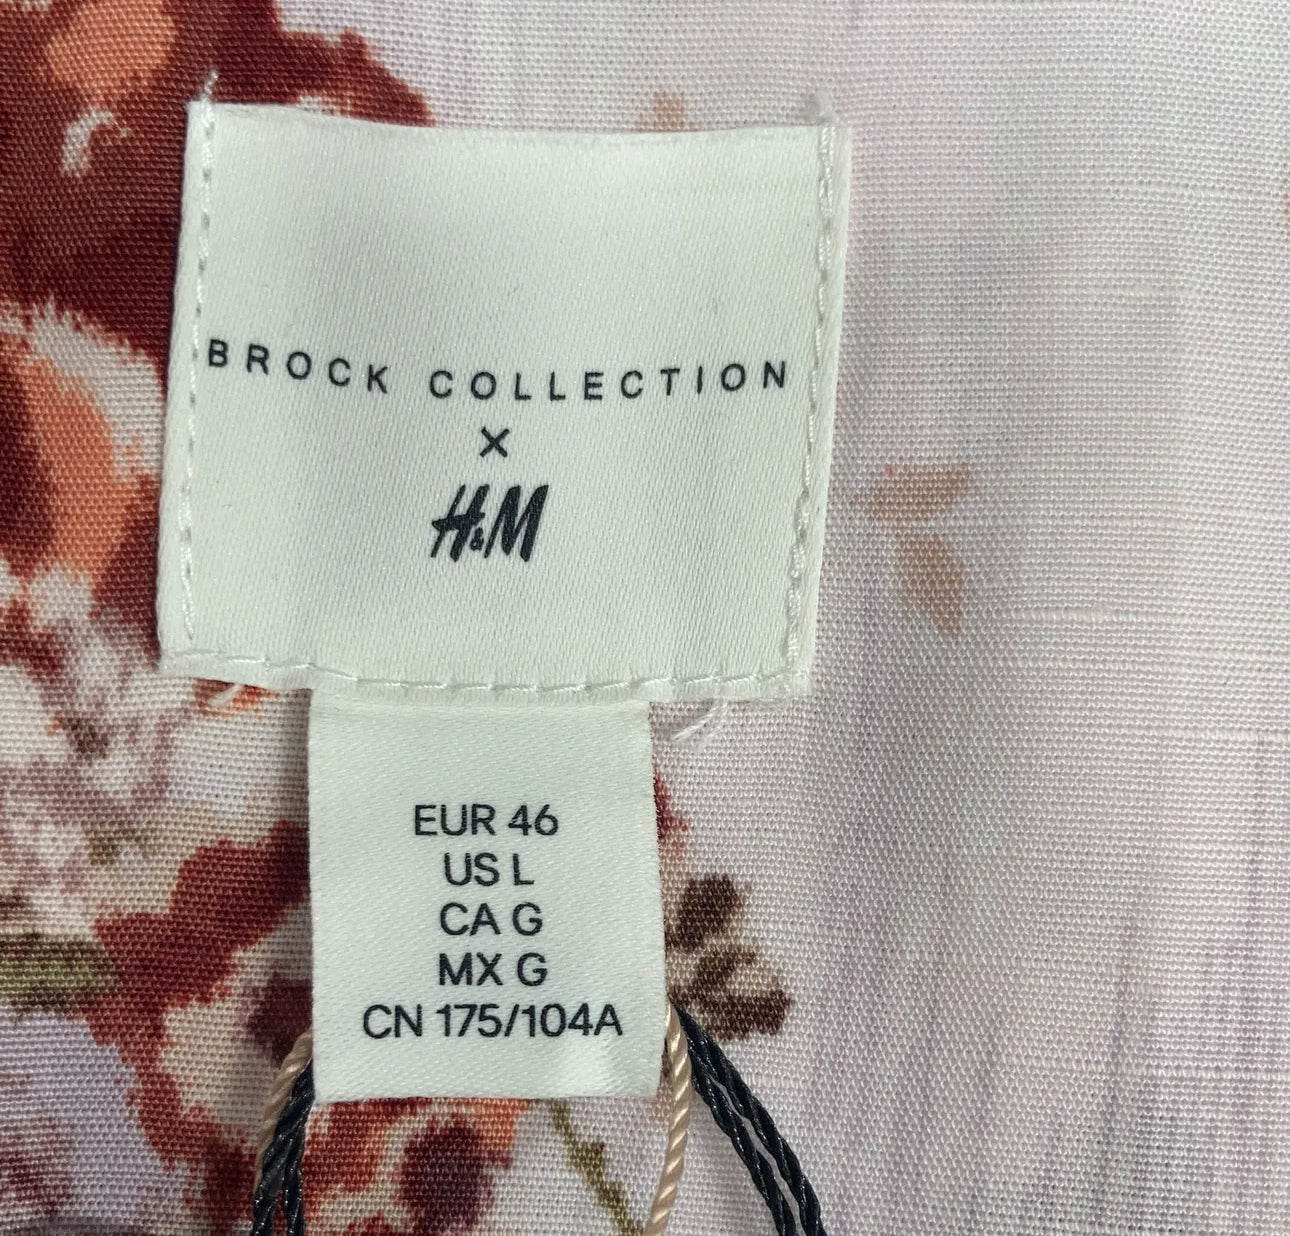 BROCK COLLECTION
×
H&M
EUR 46
US L
CA G
MX G
CN 175/104A